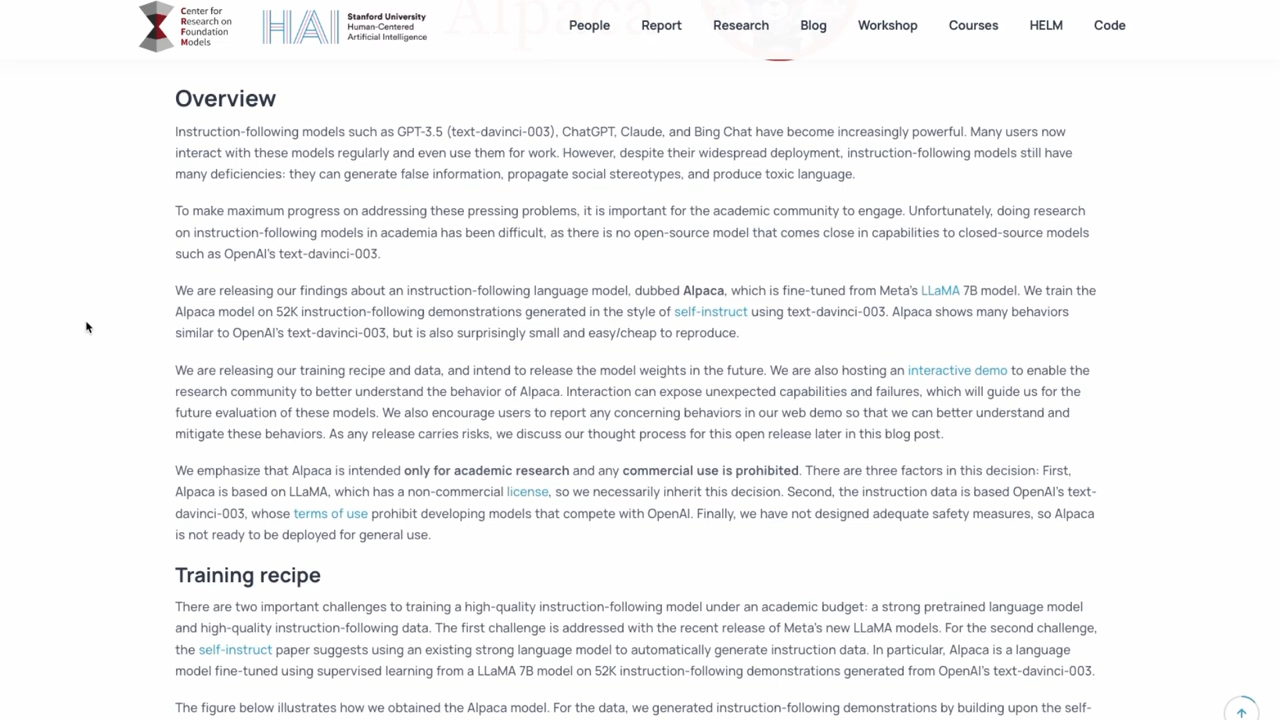 Center for
Research on
Foundation
Models
HAI
Stanford University
Human-Centered
Artificial Intelligence
Alpaca
People
Report
Research
Blog
Workshop
Courses
HELM
Code
Overview
Instruction-following models such as GPT-3.5 (text-davinci-003), ChatGPT, Claude, and Bing Chat have become increasingly powerful. Many users now
interact with these models regularly and even use them for work. However, despite their widespread deployment, instruction-following models still have
many deficiencies: they can generate false information, propagate social stereotypes, and produce toxic language.
To make maximum progress on addressing these pressing problems, it is important for the academic community to engage. Unfortunately, doing research
on instruction-following models in academia has been difficult, as there is no open-source model that comes close in capabilities to closed-source models
such as OpenAI's text-davinci-003.
We are releasing our findings about an instruction-following language model, dubbed Alpaca, which is fine-tuned from Meta's LLaMA 7B model. We train the
Alpaca model on 52K instruction-following demonstrations generated in the style of self-instruct using text-davinci-003. Alpaca shows many behaviors
similar to OpenAI's text-davinci-003, but is also surprisingly small and easy/cheap to reproduce.
We are releasing our training recipe and data, and intend to release the model weights in the future. We are also hosting an interactive demo to enable the
research community to better understand the behavior of Alpaca. Interaction can expose unexpected capabilities and failures, which will guide us for the
future evaluation of these models. We also encourage users to report any concerning behaviors in our web demo so that we can better understand and
mitigate these behaviors. As any release carries risks, we discuss our thought process for this open release later in this blog post.
We emphasize that Alpaca is intended only for academic research and any commercial use is prohibited. There are three factors in this decision: First,
Alpaca is based on LLaMA, which has a non-commercial license, so we necessarily inherit this decision. Second, the instruction data is based OpenAI's text-
davinci-003, whose terms of use prohibit developing models that compete with OpenAI. Finally, we have not designed adequate safety measures, so Alpaca
is not ready to be deployed for general use.
Training recipe
There are two important challenges to training a high-quality instruction-following model under an academic budget: a strong pretrained language model
and high-quality instruction-following data. The first challenge is addressed with the recent release of Meta's new LLaMA models. For the second challenge,
the self-instruct paper suggests using an existing strong language model to automatically generate instruction data. In particular, Alpaca is a language
model fine-tuned using supervised learning from a LLaMA 7B model on 52K instruction-following demonstrations generated from OpenAI's text-davinci-003.
The figure below illustrates how we obtained the Alpaca model. For the data, we generated instruction-following demonstrations by building upon the self-